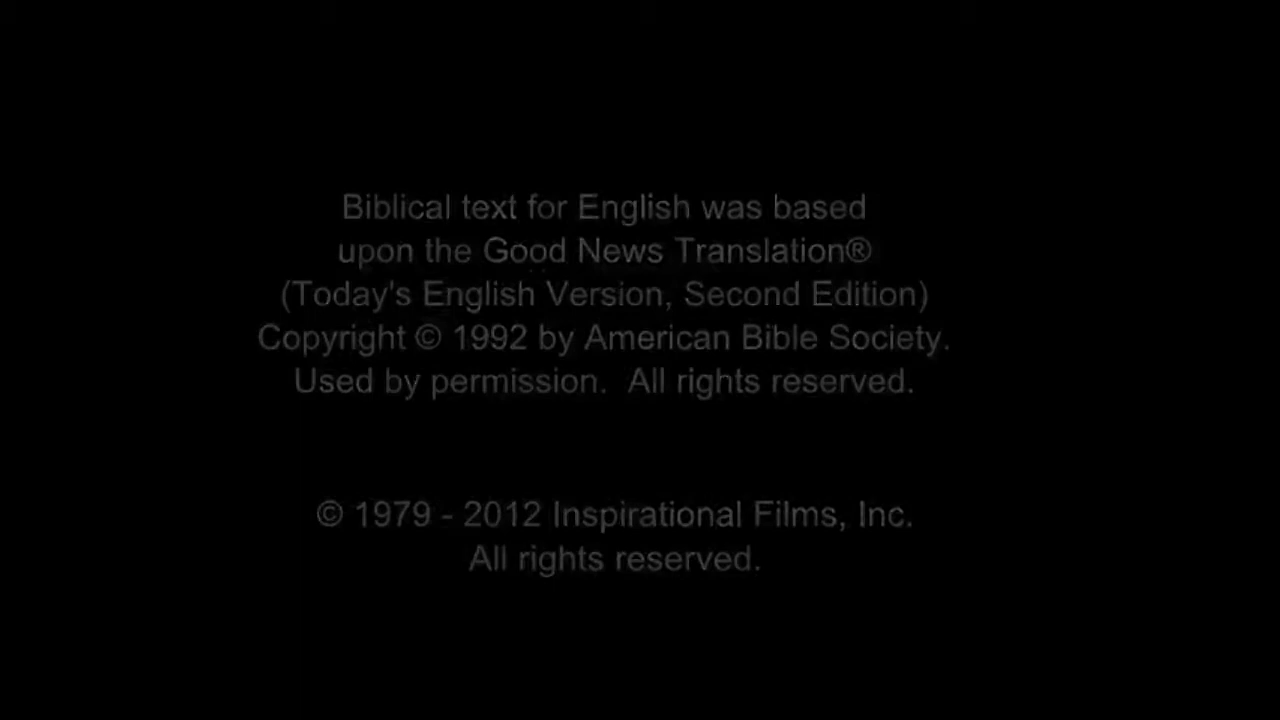 Biblical text for English was based
upon the Good News Translation®
(Today's English Version, Second Edition)
Copyright © 1992 by American Bible Society.
Used by permission.  All rights reserved.
© 1979 - 2012 Inspirational Films, Inc.
All rights reserved.